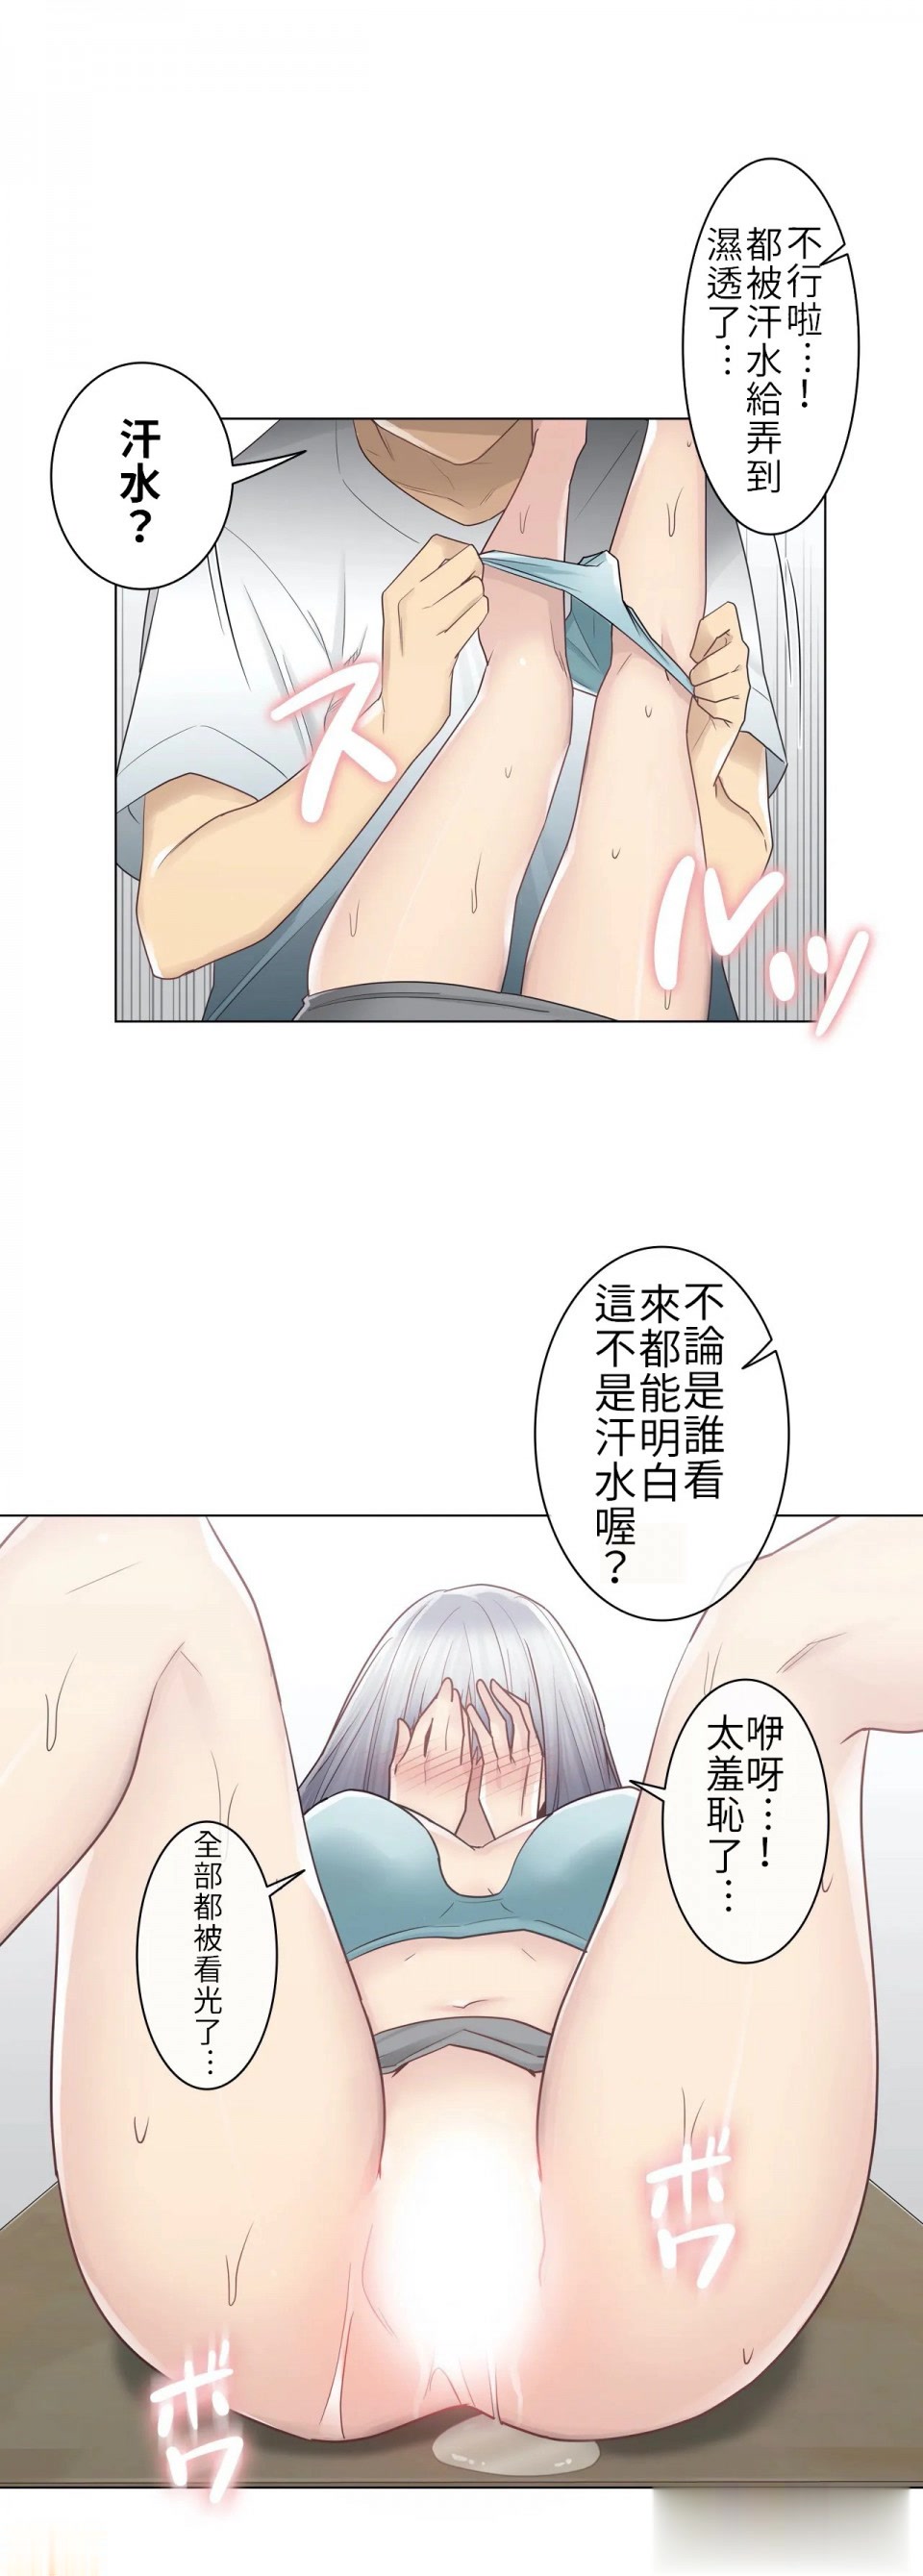 不行啦…！
都被汗水給弄到
濕透了…
汗水？
スルッ
不論是誰看
來都能明白
這不是汗水喔？
咿呀…！
太羞恥了…
全部都被看光了…
ボワ
ボワ